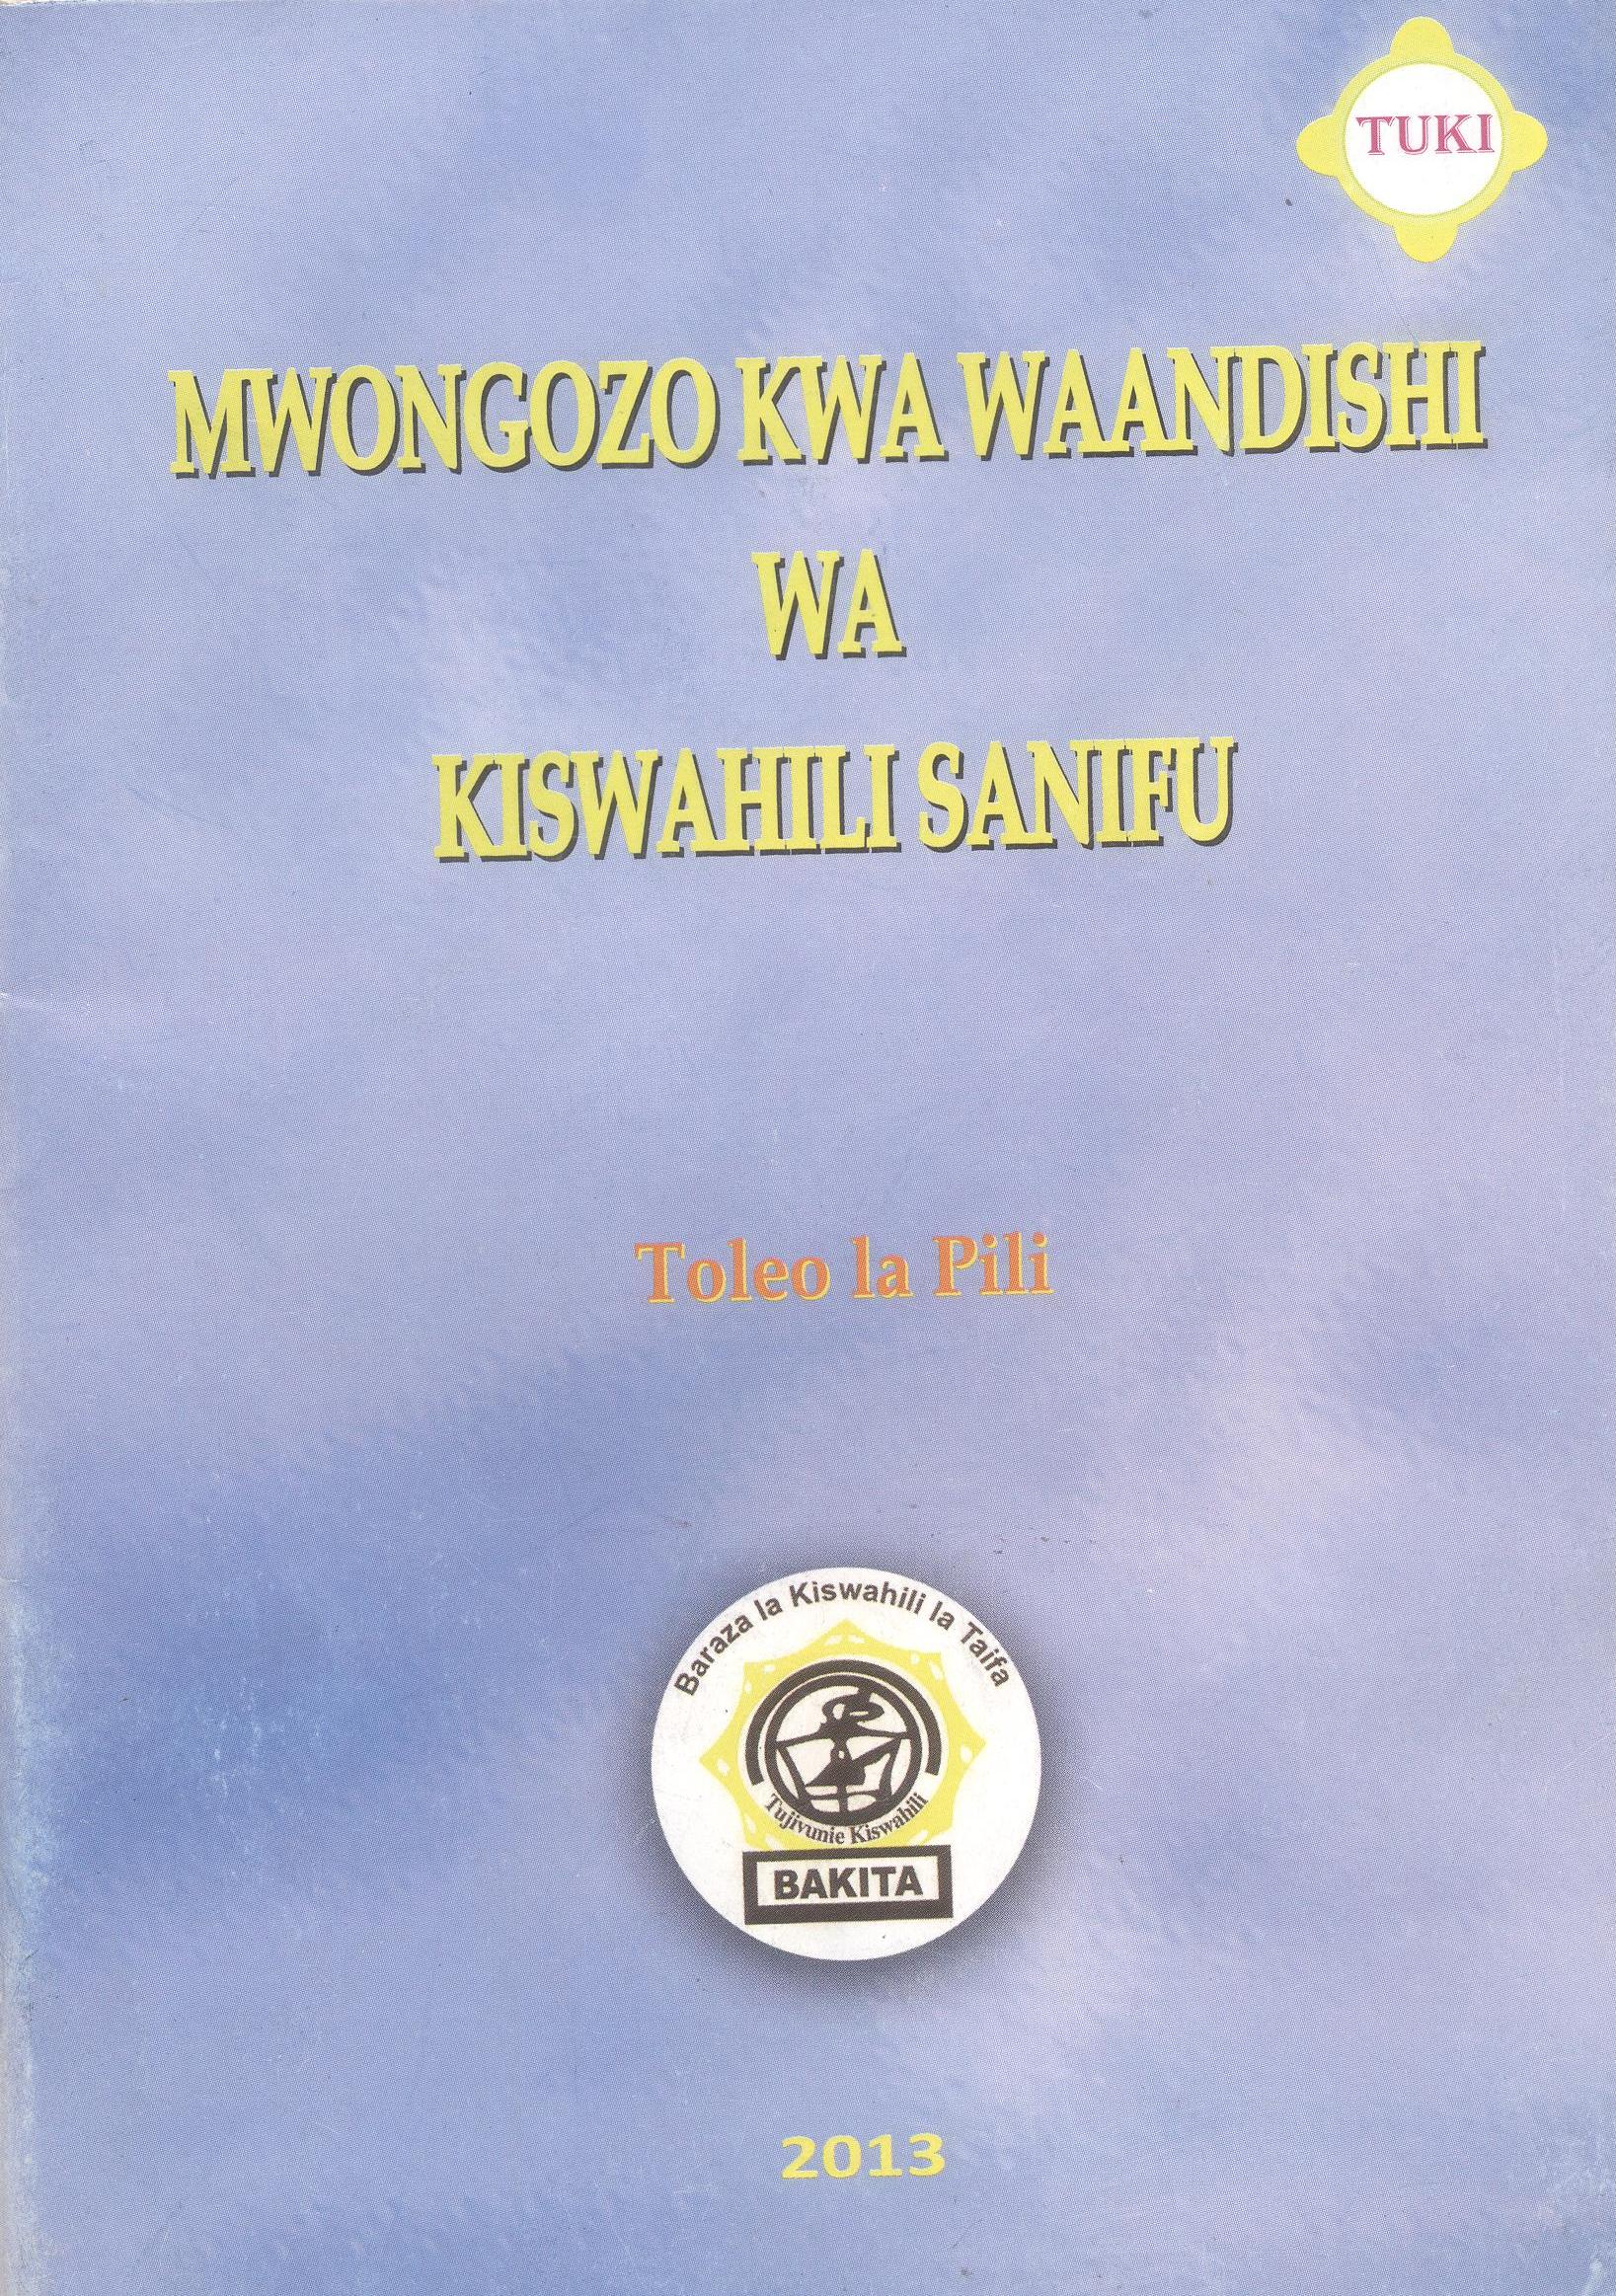 TUKI
MWONGOZO KWA WAANDISHI
WA
KISWAHILI SANIFU
Toleo la Pili
Baraza la Kiswahili la Taifa
Tujivunie Kiswahili
BAKITA
2013